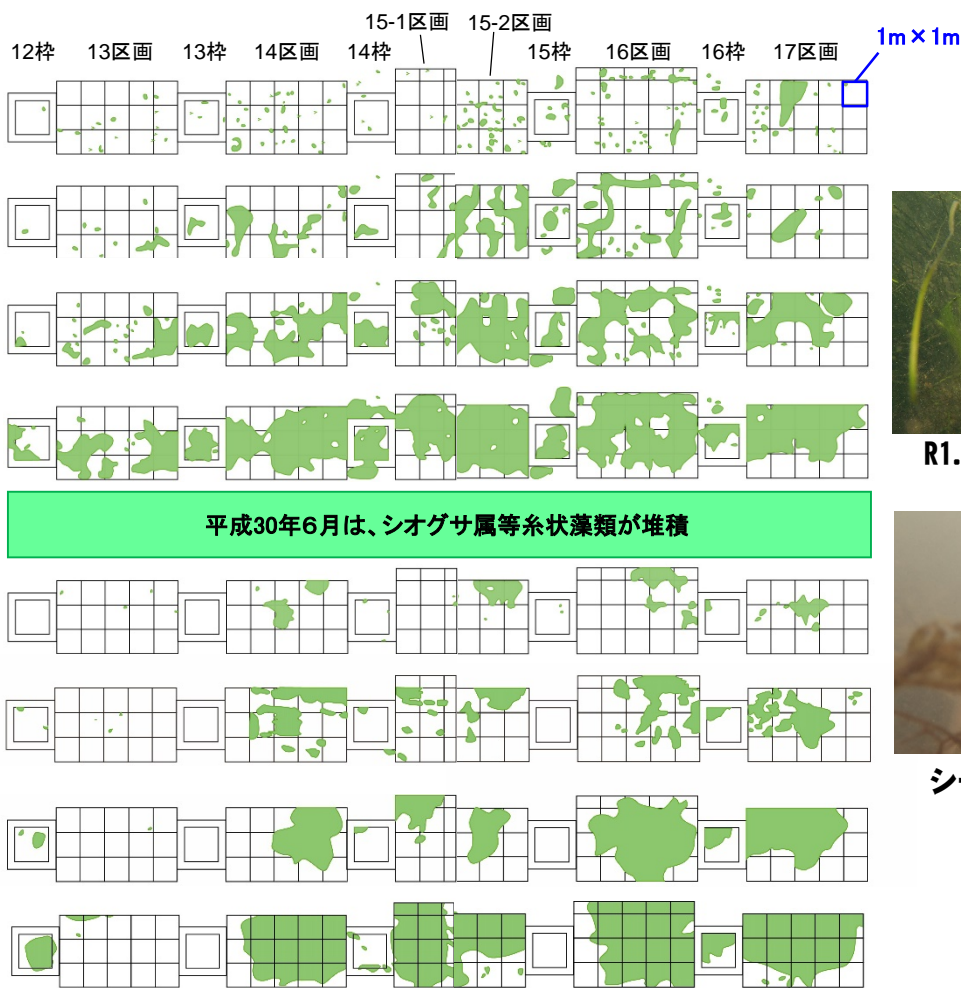 15-1区画 15-2区画
12枠 13区画 13枠 14区画 14枠 15枠 16区画 16枠 17区画 1m×1m
平成30年6月は、シオグサ属等糸状藻類が堆積
R1.